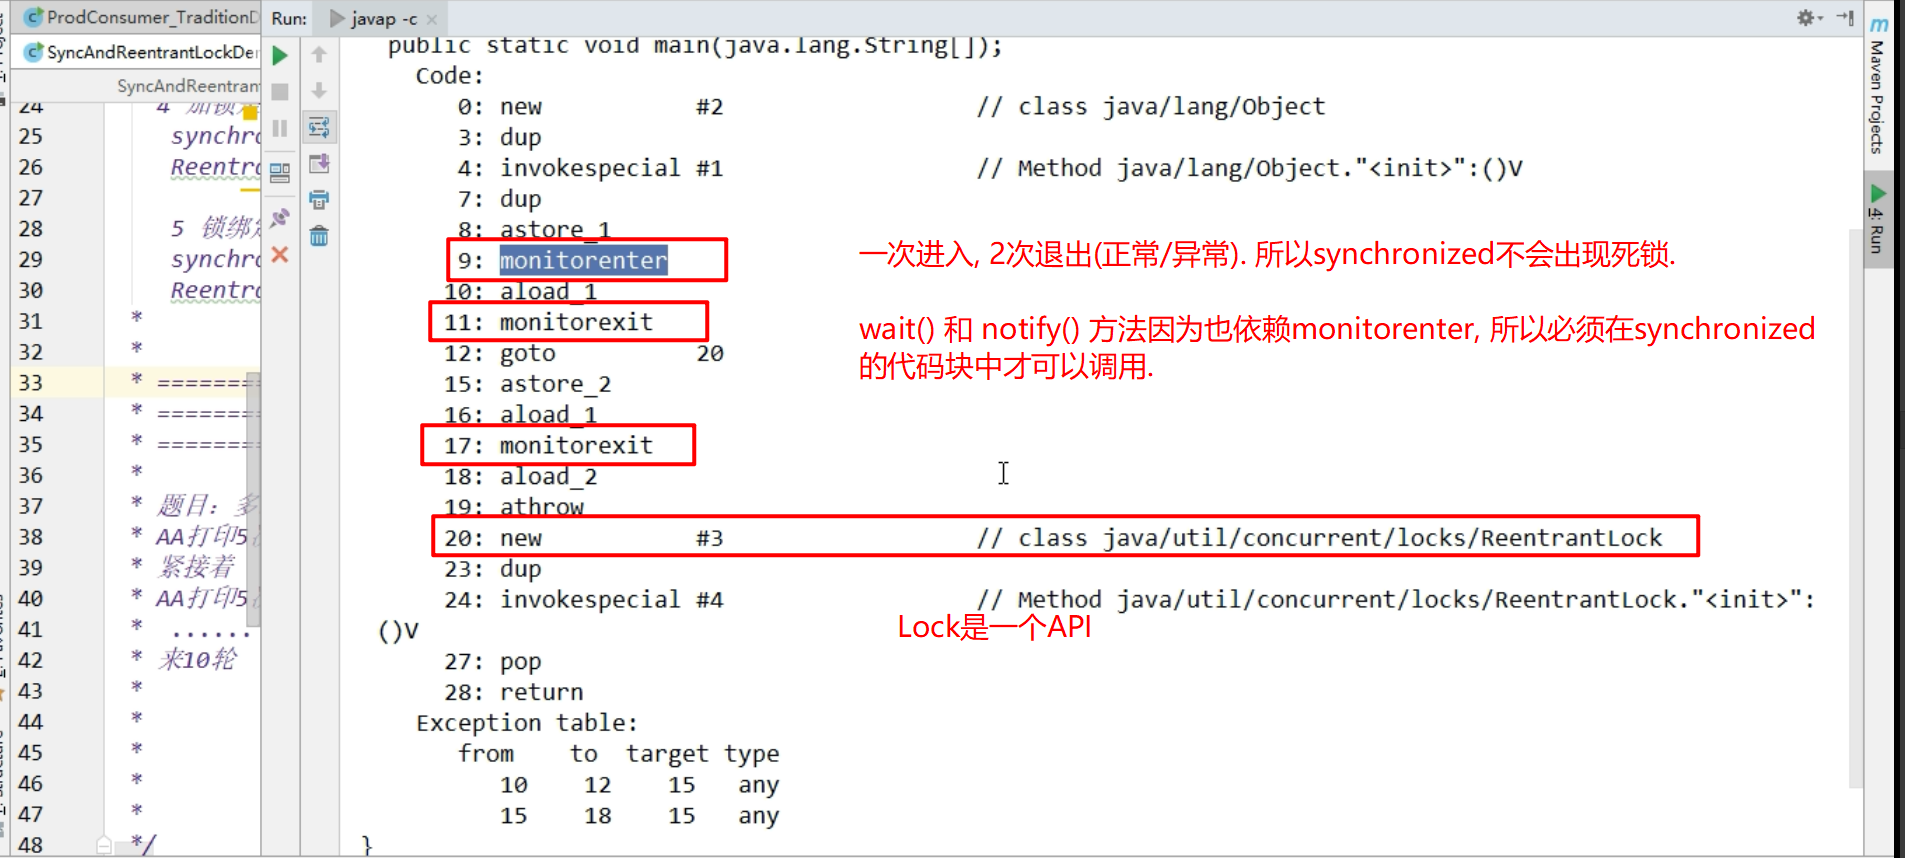 ProdConsumer_TraditionD
SyncAndReentrantLockDer
SyncAndReentran
24 4 加锁
25 synchr
26 Reentr
27
28 5 锁绑
29 synchr
30 Reentr
31 *
32 *
33 * ========
34 * ========
35 * ========
36 *
37 * 题目：多
38 * AA打印5
39 * 紧接着
40 * AA打印5
41 * ......
42 * 来10轮
43 *
44 *
45 *
46 *
47 *
48 */
Run: javap -c
public static void main(java.lang.String[]);
Code:
0: new #2 // class java/lang/Object
3: dup
4: invokespecial #1 // Method java/lang/Object."<init>":()V
7: dup
8: astore_1
9: monitorenter
一次进入, 2次退出(正常/异常). 所以synchronized不会出现死锁.
10: aload_1
11: monitorexit
wait() 和 notify() 方法因为也依赖monitorenter, 所以必须在synchronized
的代码块中才可以调用.
12: goto 20
15: astore_2
16: aload_1
17: monitorexit
18: aload_2
19: athrow
20: new #3 // class java/util/concurrent/locks/ReentrantLock
23: dup
24: invokespecial #4 // Method java/util/concurrent/locks/ReentrantLock."<init>":
()V
Lock是一个API
27: pop
28: return
Exception table:
from to target type
10 12 15 any
15 18 15 any
}
m Maven Projects
4: Run